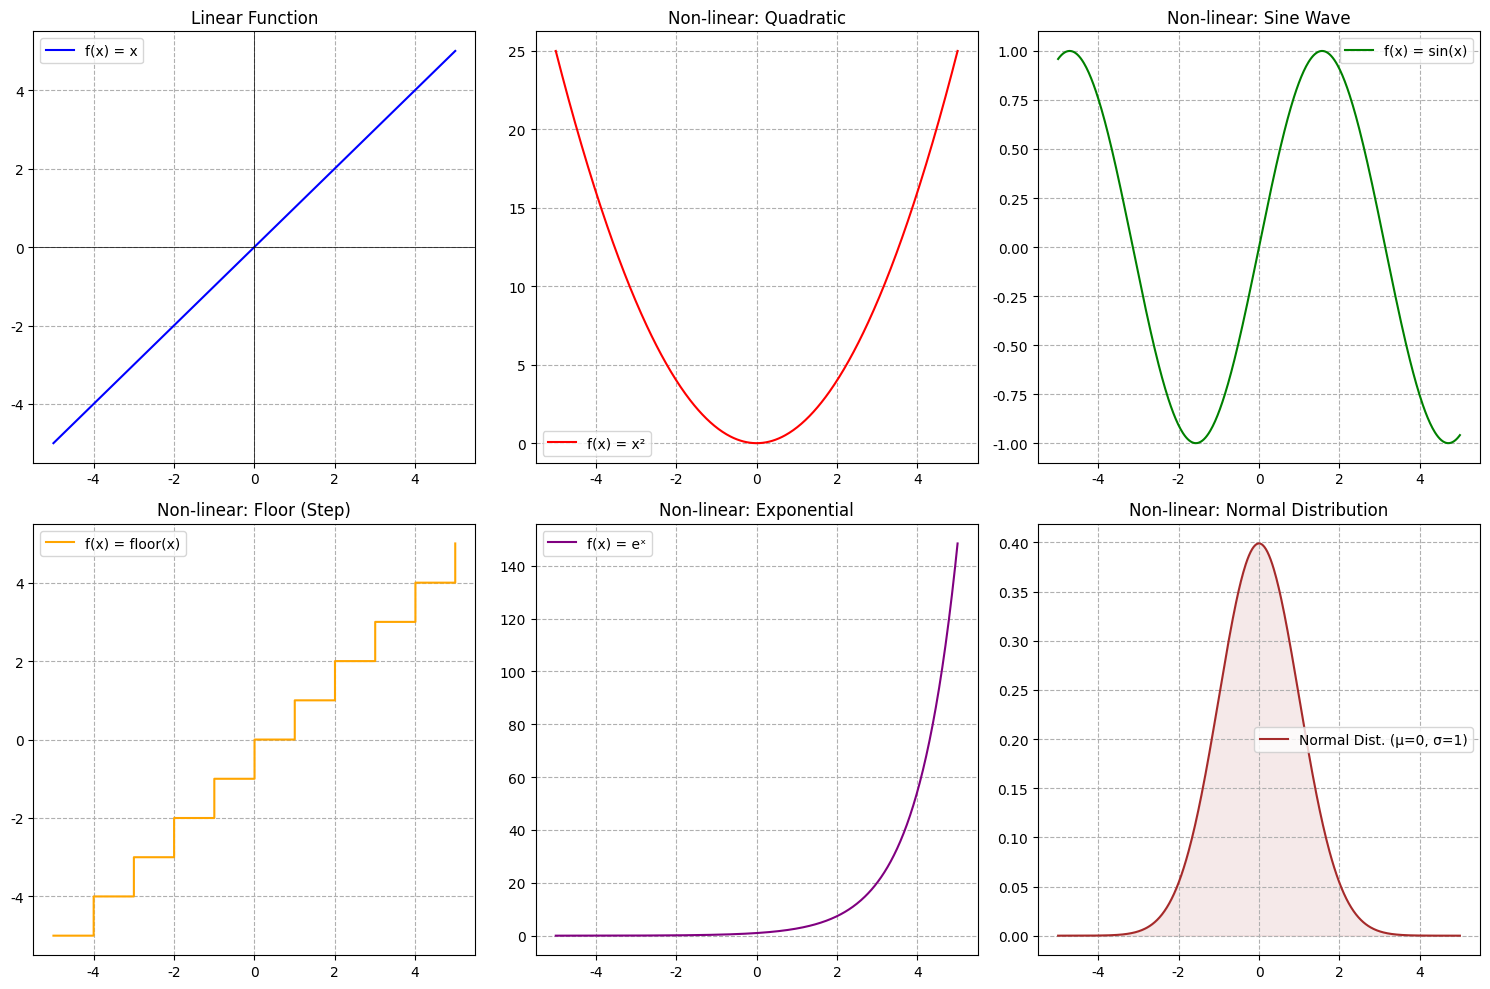 Linear Function
f(x) = x
4
2
0
-2
-4
-4 -2 0 2 4
Non-linear: Quadratic
25
20
15
10
5
0
f(x) = x²
-4 -2 0 2 4
Non-linear: Sine Wave
f(x) = sin(x)
1.00
0.75
0.50
0.25
0.00
-0.25
-0.50
-0.75
-1.00
-4 -2 0 2 4
Non-linear: Floor (Step)
f(x) = floor(x)
4
2
0
-2
-4
-4 -2 0 2 4
Non-linear: Exponential
f(x) = eˣ
140
120
100
80
60
40
20
0
-4 -2 0 2 4
Non-linear: Normal Distribution
0.40
0.35
0.30
0.25
0.20
Normal Dist. (μ=0, σ=1)
0.15
0.10
0.05
0.00
-4 -2 0 2 4